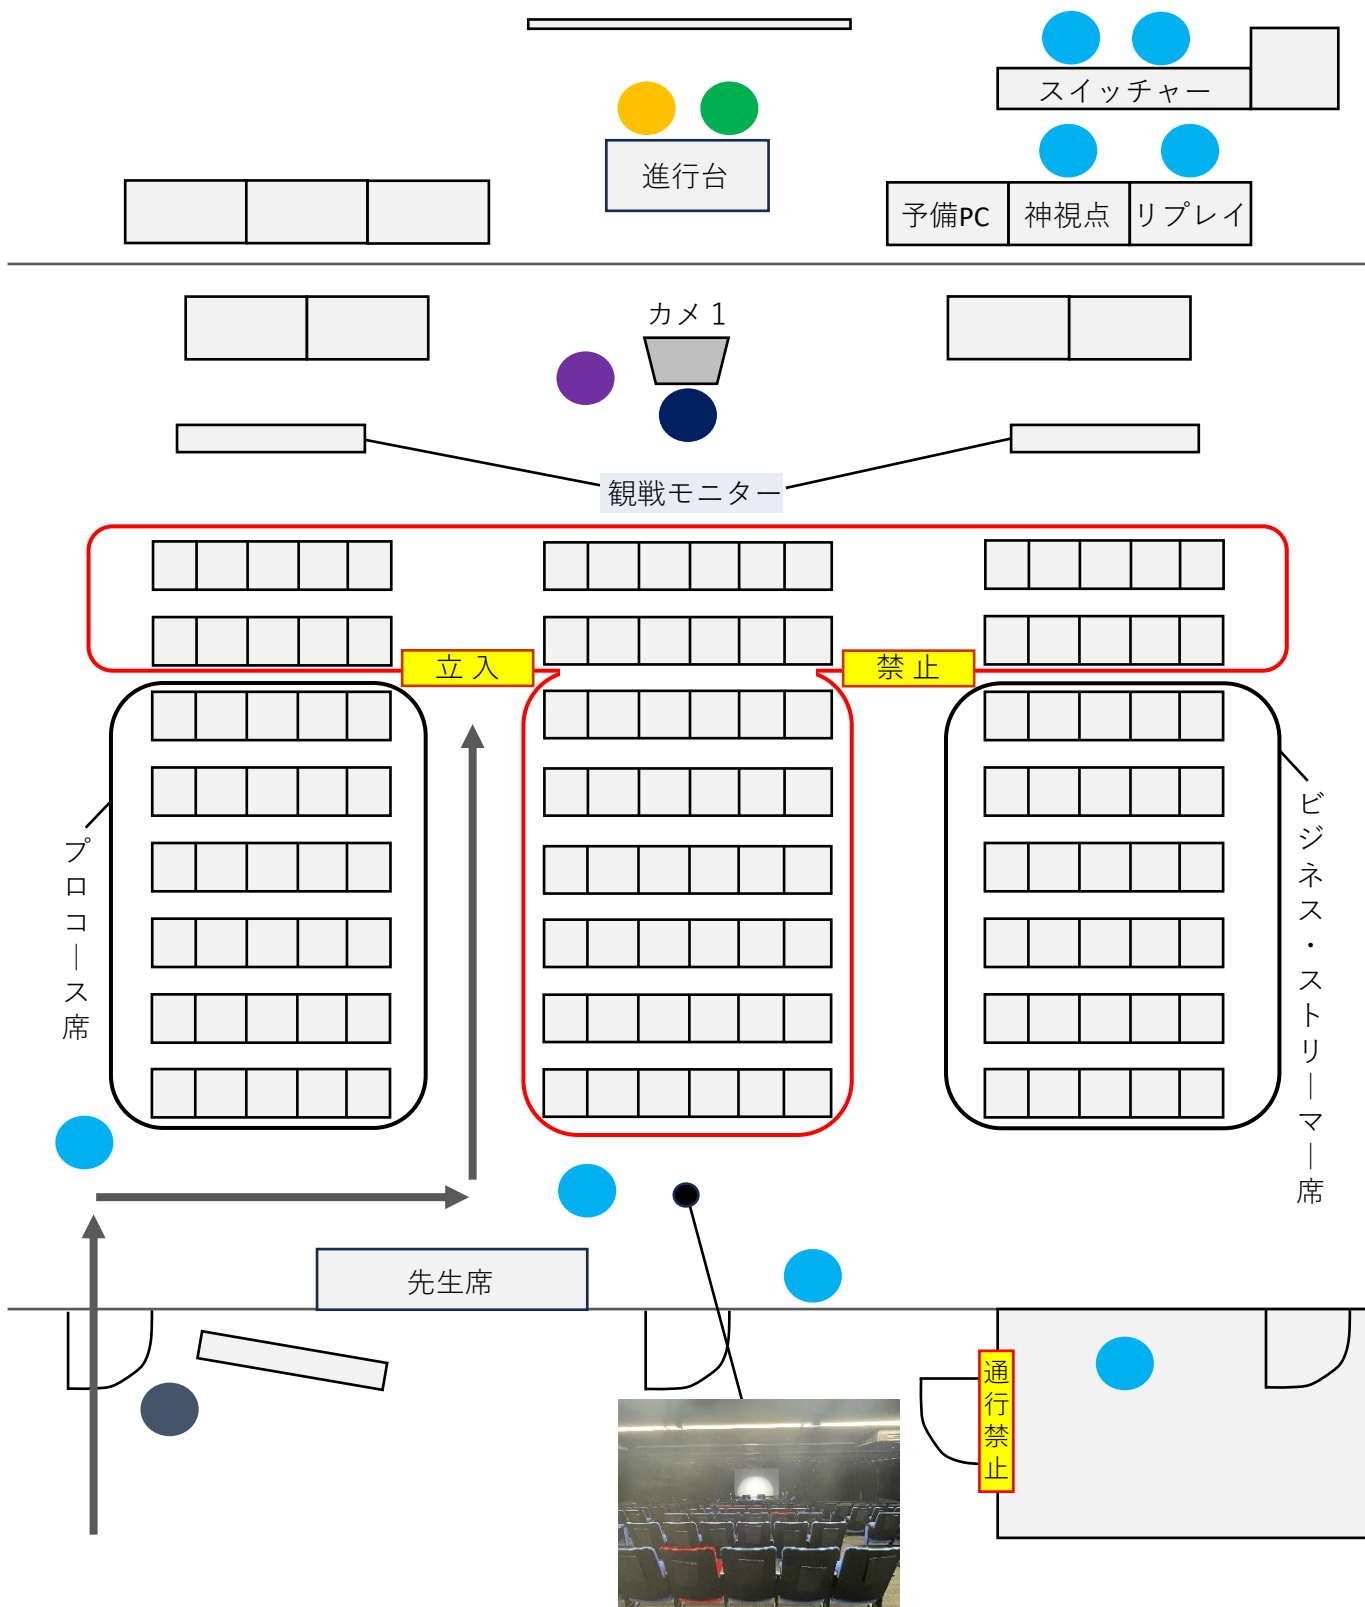 スイッチャー
進行台
予備PC
神視点
リプレイ
カメ 1
観戦モニター
立 入
禁 止
プロコース席
ビジネス・ストリーマー席
先生席
通行禁止